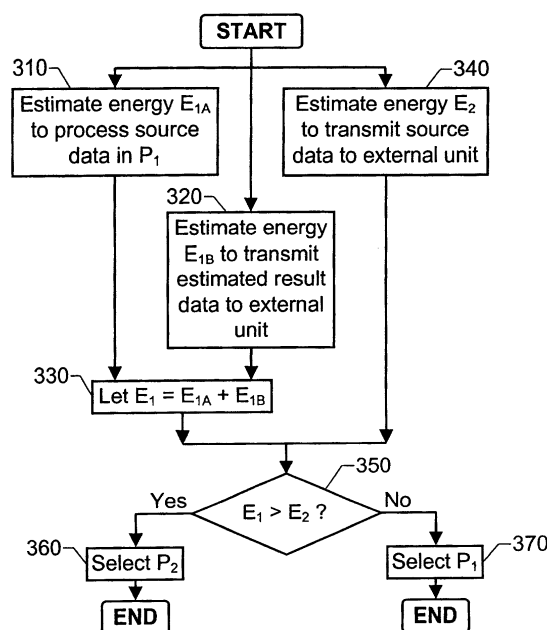 START
310
Estimate energy E1A
to process source
data in P1
340
Estimate energy E2
to transmit source
data to external unit
320
Estimate energy
E1B to transmit
estimated result
data to external
unit
330
Let E1 = E1A + E1B
350
E1 > E2 ?
Yes
No
360
Select P2
END
370
Select P1
END